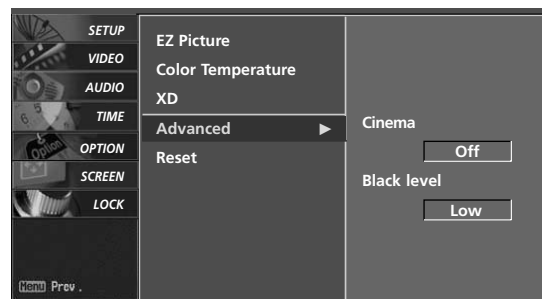 SETUP
VIDEO
AUDIO
TIME
OPTION
SCREEN
LOCK
Menu Prev .
EZ Picture
Color Temperature
XD
Advanced ▶
Reset
Cinema
Off
Black level
Low